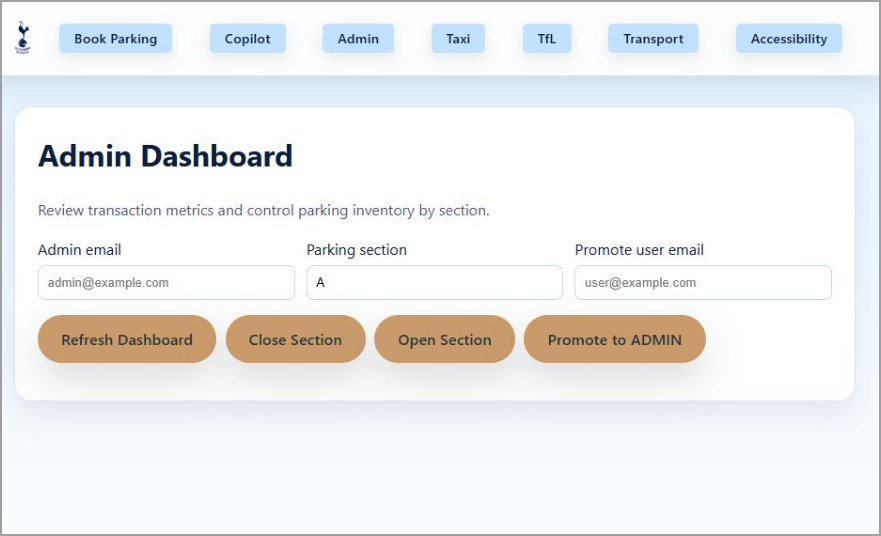 Book Parking Copilot Admin Taxi TfL Transport Accessibility
Admin Dashboard
Review transaction metrics and control parking inventory by section.
Admin email Parking section Promote user email
admin@example.com A user@example.com
Refresh Dashboard Close Section Open Section Promote to ADMIN